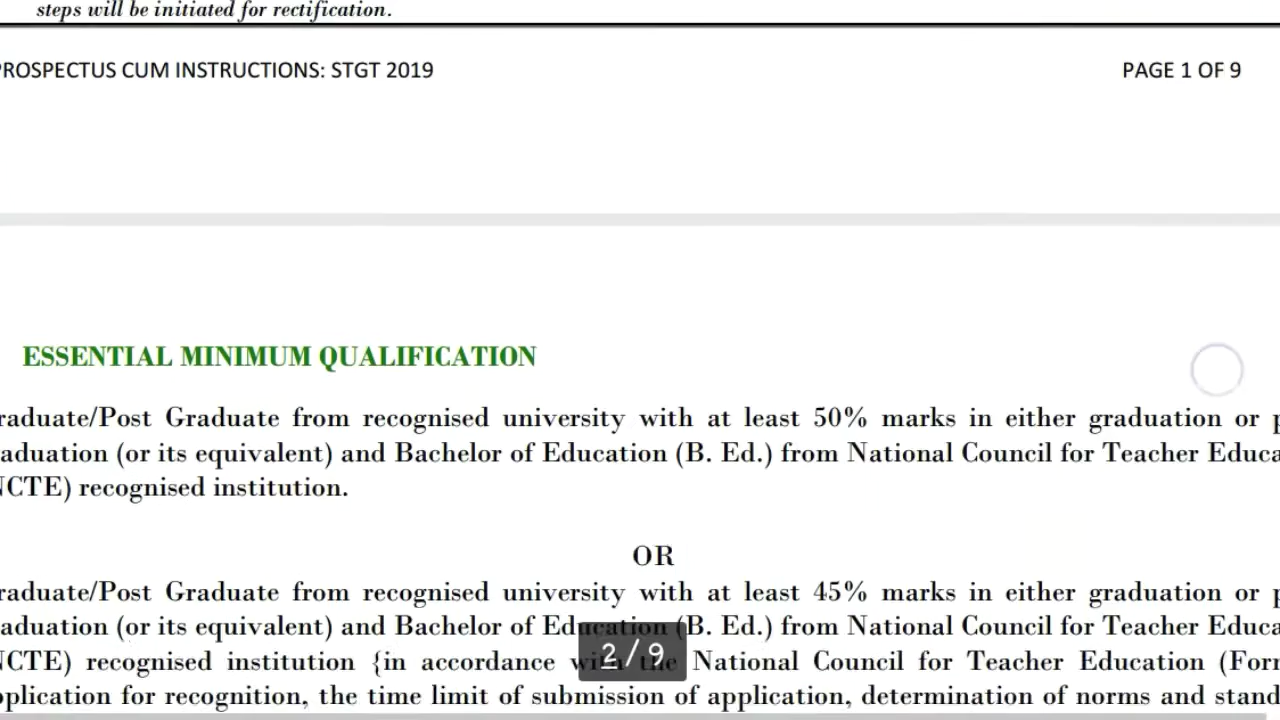 steps will be initiated for rectification.
PROSPECTUS CUM INSTRUCTIONS: STGT 2019
PAGE 1 OF 9
ESSENTIAL MINIMUM QUALIFICATION
raduate/Post Graduate from recognised university with at least 50% marks in either graduation or p
aduation (or its equivalent) and Bachelor of Education (B. Ed.) from National Council for Teacher Educa
NCTE) recognised institution.
OR
raduate/Post Graduate from recognised university with at least 45% marks in either graduation or p
aduation (or its equivalent) and Bachelor of Education (B. Ed.) from National Council for Teacher Educa
NCTE) recognised institution {in accordance with the National Council for Teacher Education (Form
pplication for recognition, the time limit of submission of application, determination of norms and stand
2/9